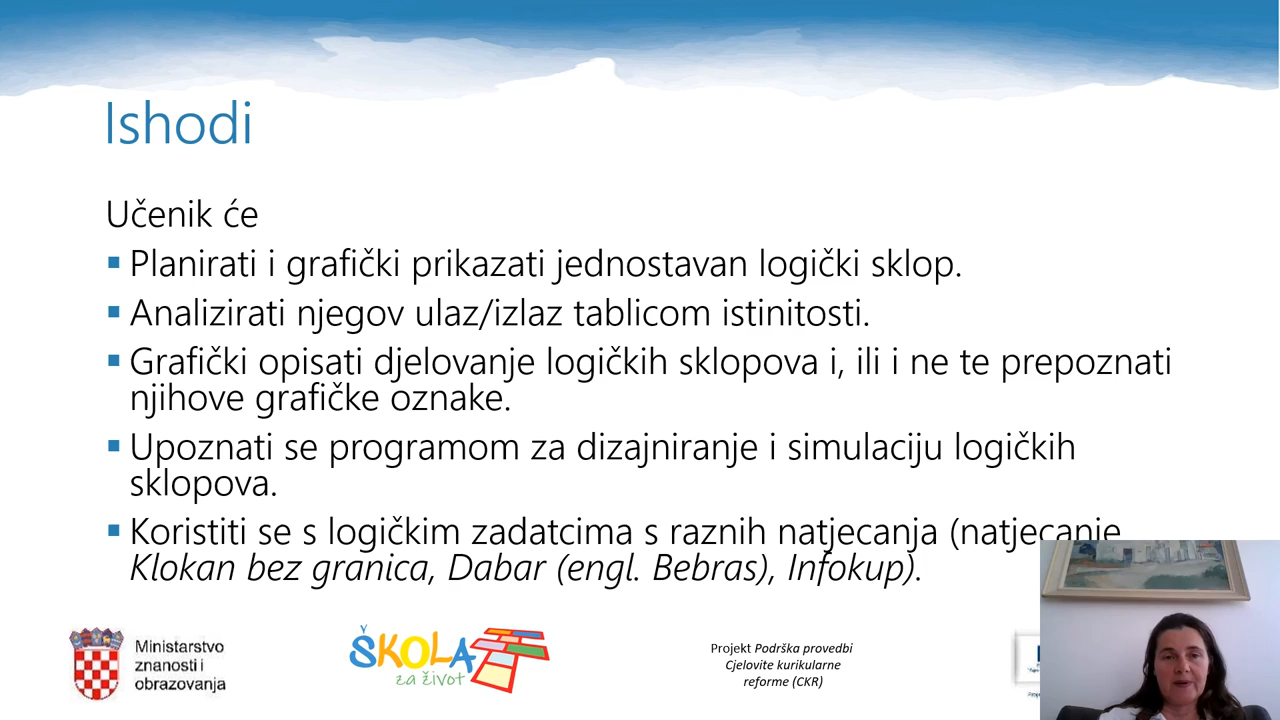 Ishodi
Učenik će
Planirati i grafički prikazati jednostavan logički sklop.
Analizirati njegov ulaz/izlaz tablicom istinitosti.
Grafički opisati djelovanje logičkih sklopova i, ili i ne te prepoznati
njihove grafičke oznake.
Upoznati se programom za dizajniranje i simulaciju logičkih
sklopova.
Koristiti se s logičkim zadatcima s raznih natjecanja (natjecanje
Klokan bez granica, Dabar (engl. Bebras), Infokup).
Ministarstvo
znanosti i
obrazovanja
ŠKOLA
za život
Projekt Podrška provedbi
Cjelovite kurikularne
reforme (CKR)